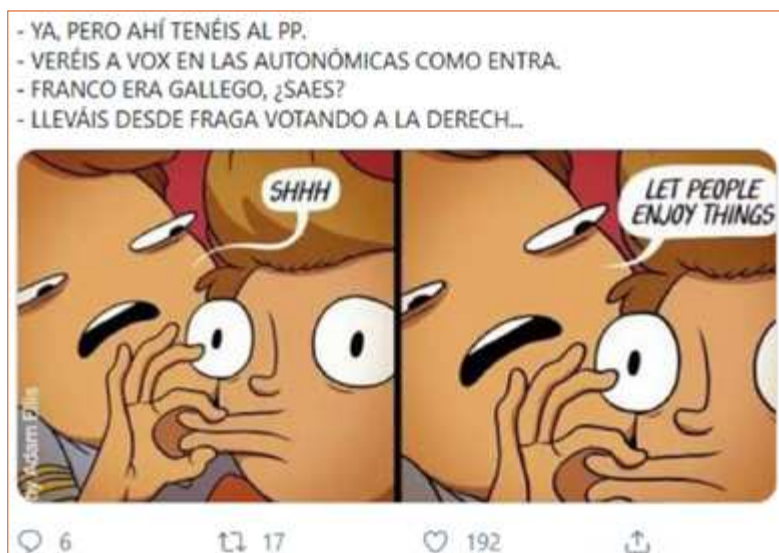 - YA, PERO AHÍ TENÉIS AL PP.
- VERÉIS A VOX EN LAS AUTONÓMICAS COMO ENTRA.
- FRANCO ERA GALLEGO, ¿SAES?
- LLEVÁIS DESDE FRAGA VOTANDO A LA DERECH...
SHHH
LET PEOPLE
ENJOY THINGS
by Adam Ellis
6 17 192